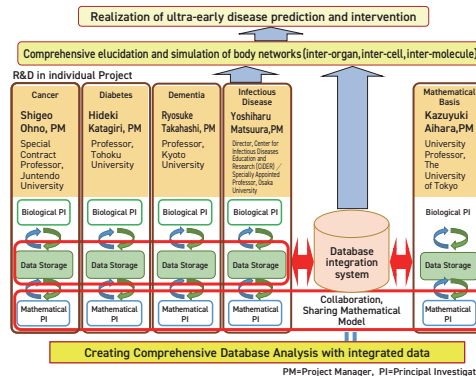 Realization of ultra-early disease prediction and intervention
Comprehensive elucidation and simulation of body networks(inter-organ,inter-cell,inter-molecule)
R&D in individual Project
Cancer
Shigeo
Ohno, PM
Special
Contract
Professor,
Juntendo
University
Biological PI
Data Storage
Mathematical
PI
Diabetes
Hideki
Katagiri, PM
Professor,
Tohoku
University
Biological PI
Data Storage
Mathematical
PI
Dementia
Ryosuke
Takahashi, PM
Professor,
Kyoto
University
Biological PI
Data Storage
Mathematical
PI
Infectious
Disease
Yoshiharu
Matsuura,PM
Director, Center for
Infectious Diseases
Education and
Research (CiDER) /
Specially Appointed
Professor, Osaka
University
Biological PI
Data Storage
Mathematical
PI
Database
integration
system
Collaboration,
Sharing Mathematical
Model
Mathematical
Basis
Kazuyuki
Aihara,PM
University
Professor,
The
University
of Tokyo
Biological PI
Data Storage
Mathematical
PI
Creating Comprehensive Database Analysis with integrated data
PM=Project Manager, PI=Principal Investigat